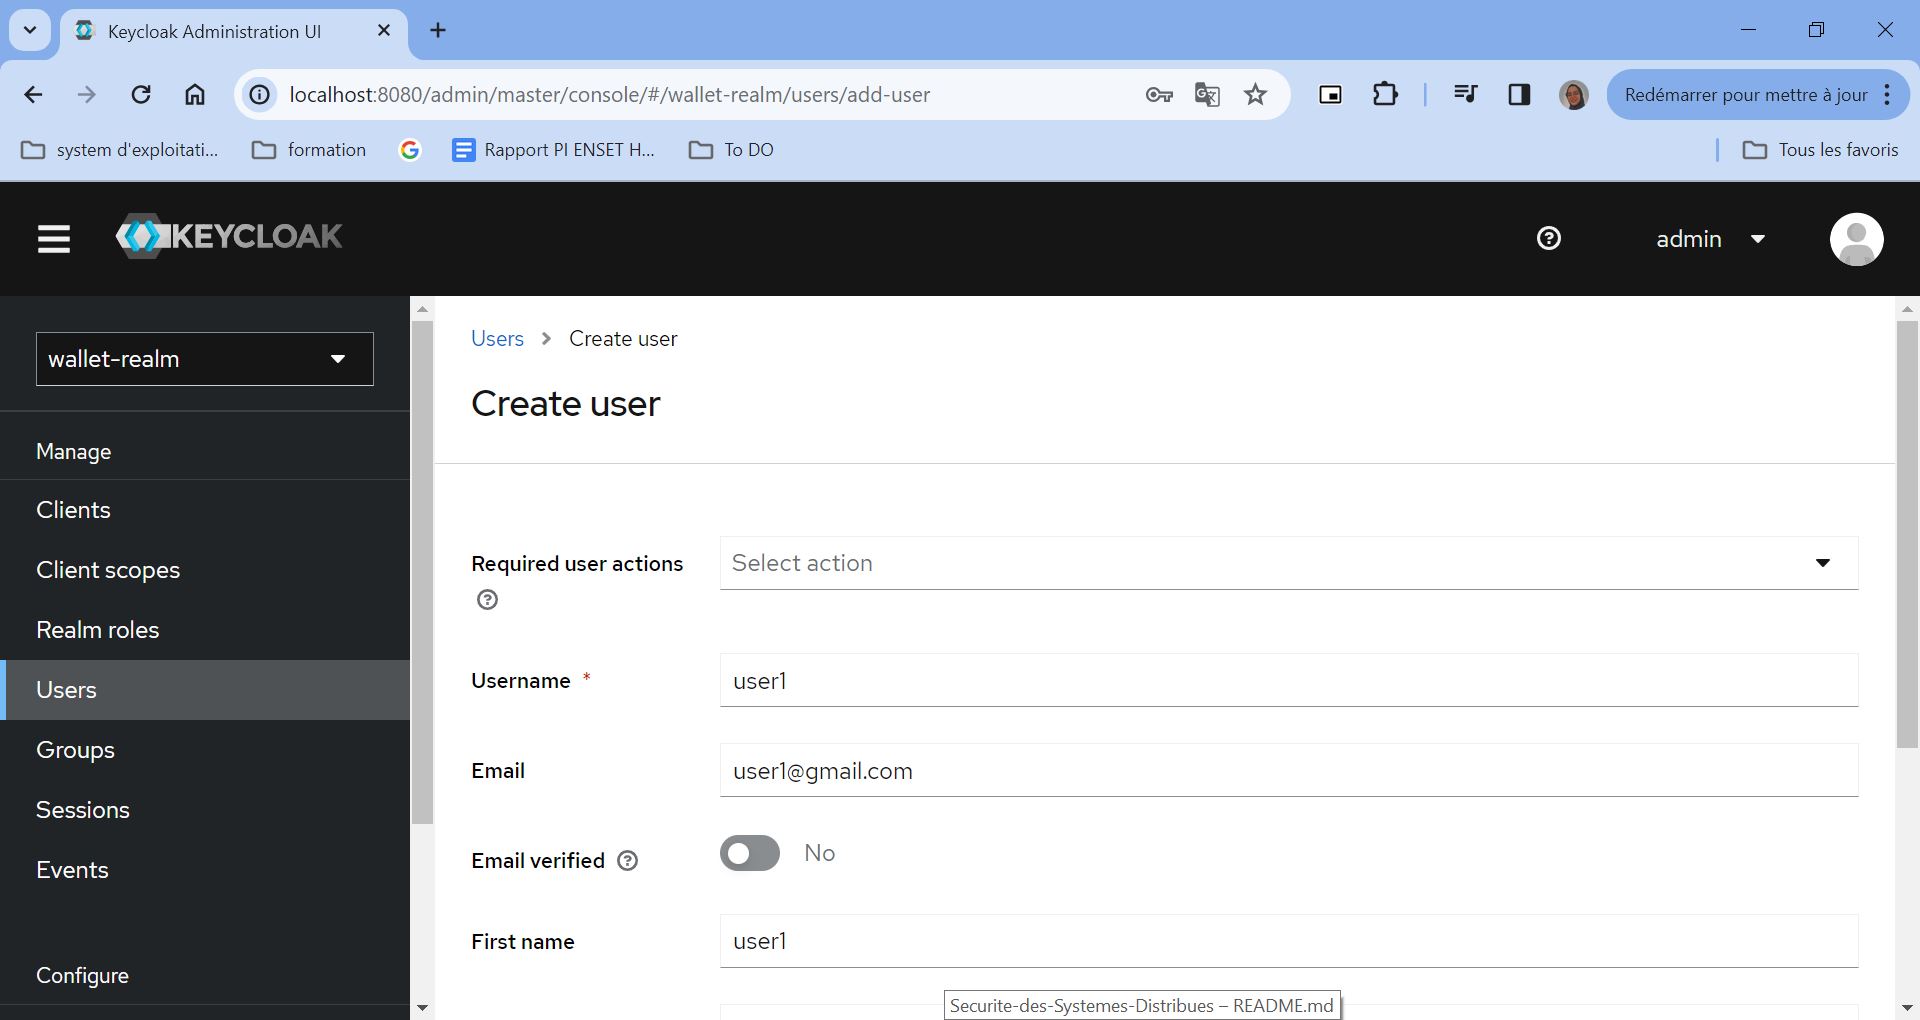 Keycloak Administration UI
localhost:8080/admin/master/console/#/wallet-realm/users/add-user
Redémarrer pour mettre à jour
system d'exploitati...
formation
Rapport PI ENSET H...
To DO
Tous les favoris
KEYCLOAK
admin
wallet-realm
Manage
Clients
Client scopes
Realm roles
Users
Groups
Sessions
Events
Configure
Users > Create user
Create user
Required user actions
Select action
Username *
user1
Email
user1@gmail.com
Email verified
No
First name
user1
Securite-des-Systemes-Distribues – README.md